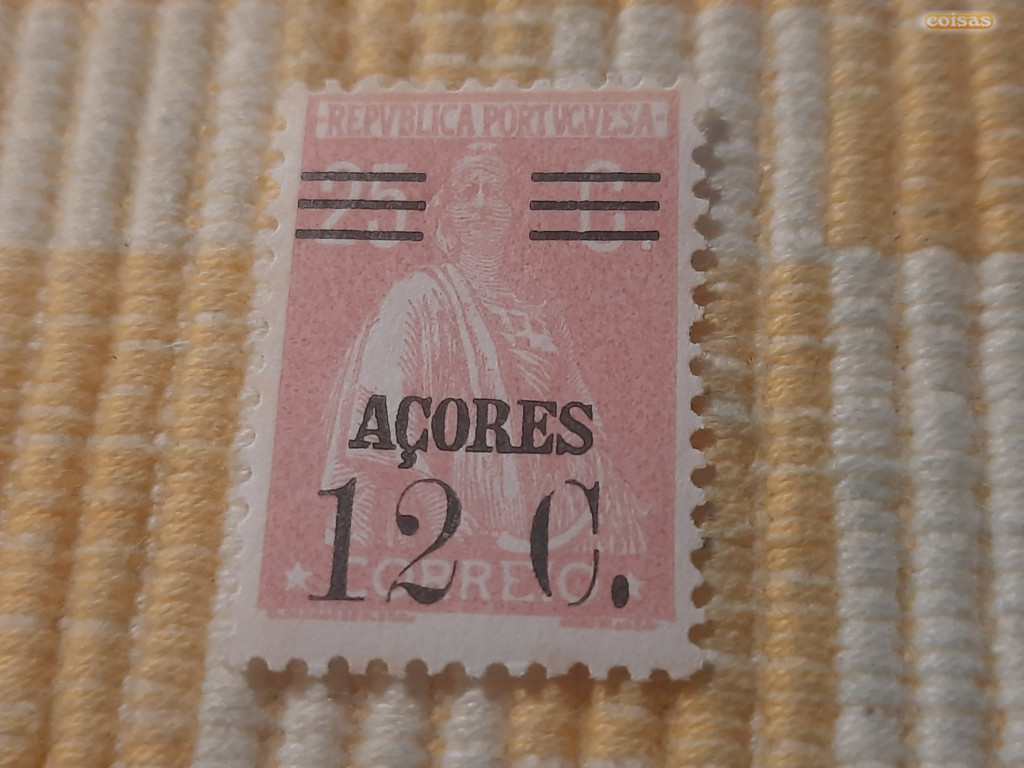 coisas
REPVBLICA PORTVGVESA
25 C.
AÇORES
12 C.
CORREIO